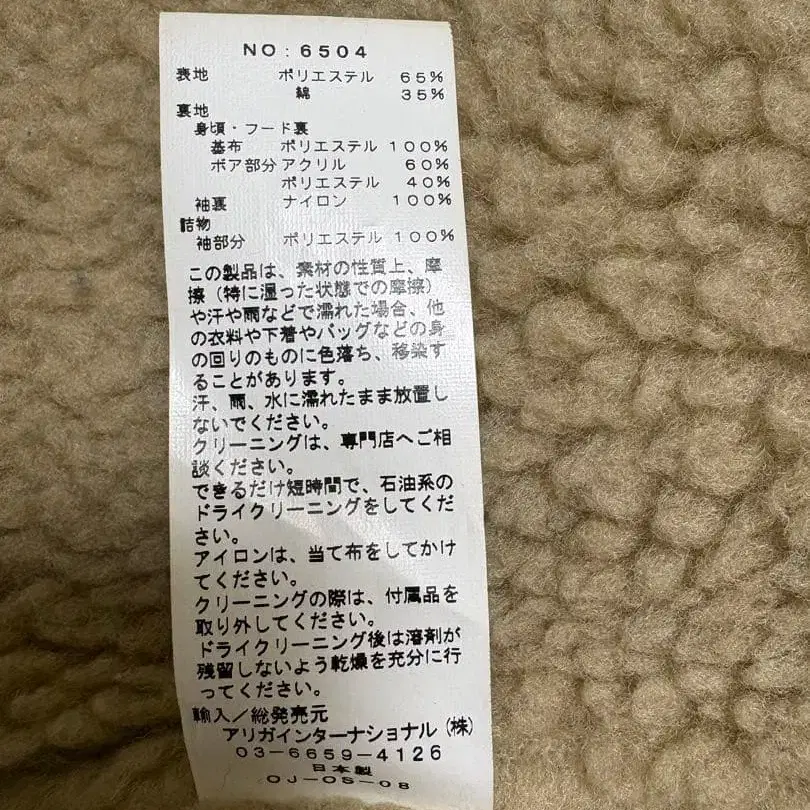 NO:6504
表地 ポリエステル 65%
綿 35%
裏地
身頃・フード裏
基布 ポリエステル 100%
ボア部分 アクリル 60%
ポリエステル 40%
袖裏 ナイロン 100%
詰物
袖部分 ポリエステル 100%
この製品は、素材の性質上、摩
擦(特に湿った状態での摩擦)
や汗や雨などで濡れた場合、他
の衣料や下着やバッグなどの身
の回りのものに色落ち、移染す
ることがあります。
汗、雨、水に濡れたまま放置し
ないでください。
クリーニングは、専門店へご相
談ください。
できるだけ短時間で、石油系の
ドライクリーニングをしてくだ
さい。
アイロンは、当て布をしてかけ
てください。
クリーニングの際は、付属品を
取り外してください。
ドライクリーニング後は溶剤が
残留しないよう乾燥を充分に行
ってください。
輸入/総発売元
アリガインターナショナル(株)
03-6659-4126
日本製
OJ-OS-08